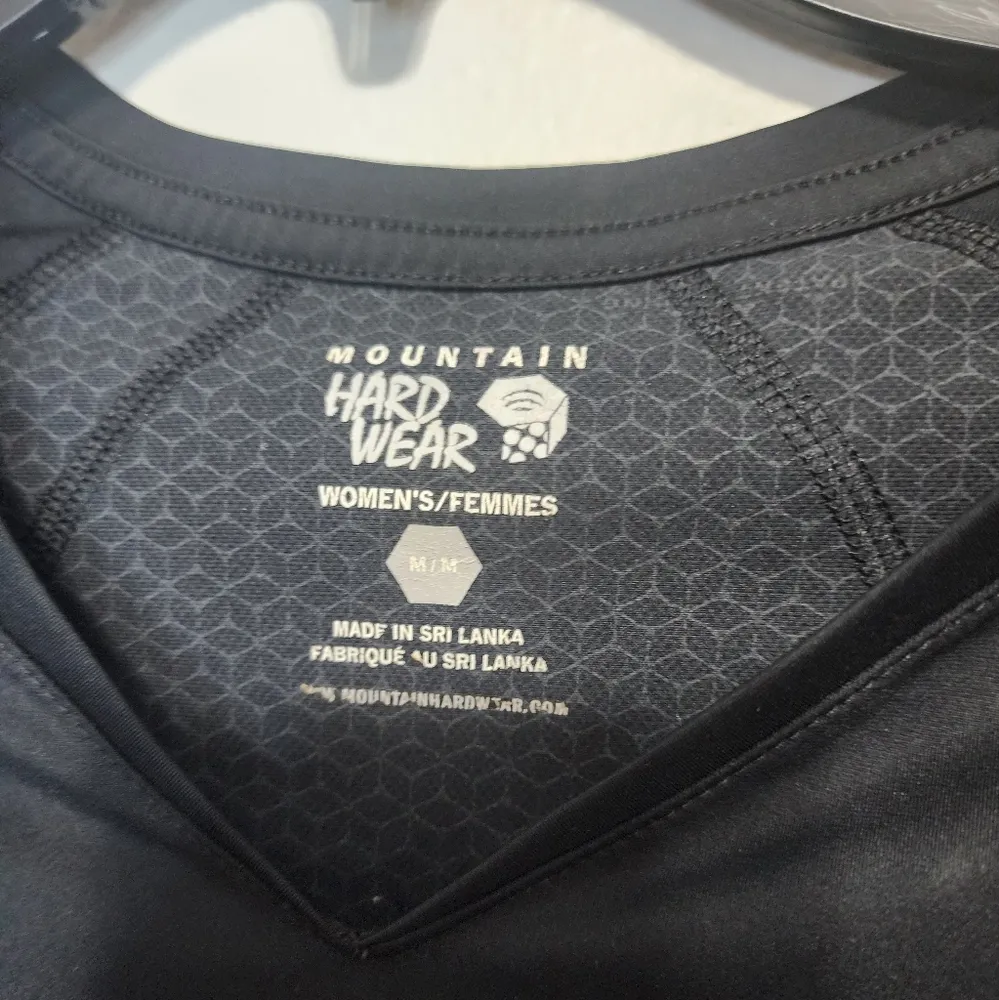 MOUNTAIN
HARD
WEAR
WOMEN'S/FEMMES
M/M
MADE IN SRI LANKA
FABRIQUÉ AU SRI LANKA
MOUNTAINHARDWEAR.COM